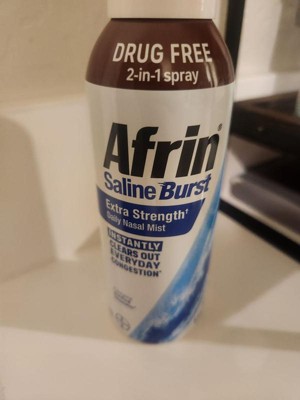 DRUG FREE
2-in-1 spray
Afrin®
Saline Burst
Extra Strength†
Daily Nasal Mist
INSTANTLY
CLEARS OUT
EVERYDAY
CONGESTION*